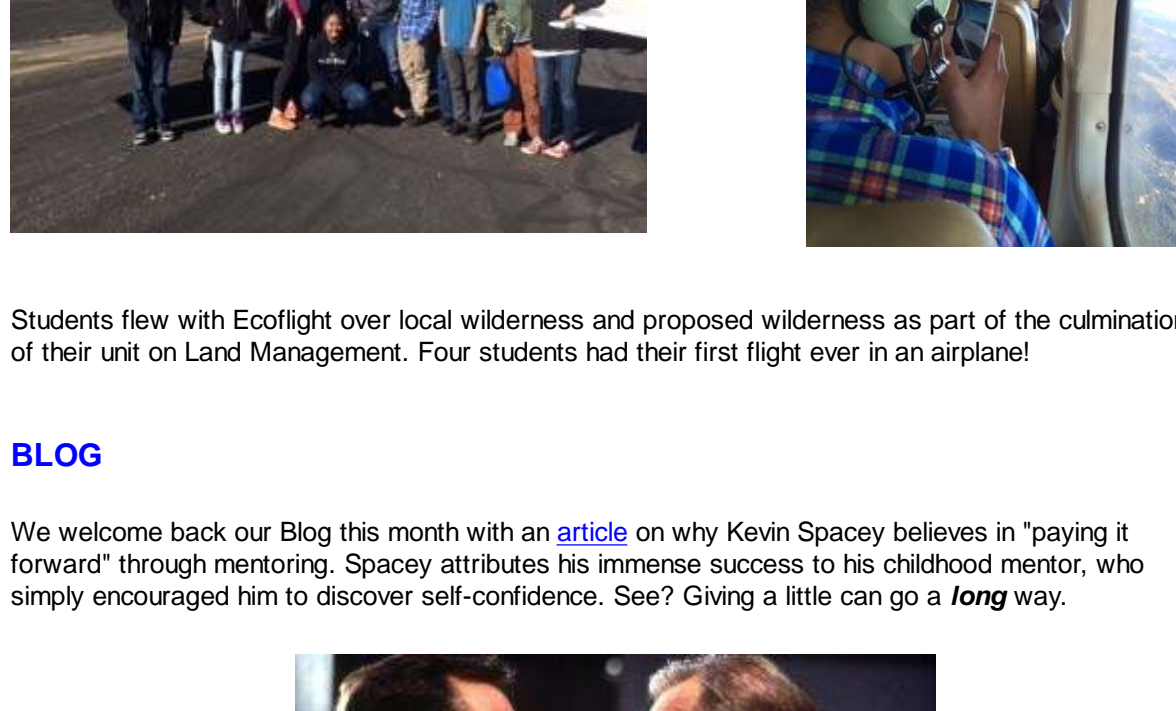 Students flew with Ecoflight over local wilderness and proposed wilderness as part of the culmination
of their unit on Land Management. Four students had their first flight ever in an airplane!
BLOG
We welcome back our Blog this month with an article on why Kevin Spacey believes in "paying it
forward" through mentoring. Spacey attributes his immense success to his childhood mentor, who
simply encouraged him to discover self-confidence. See? Giving a little can go a long way.